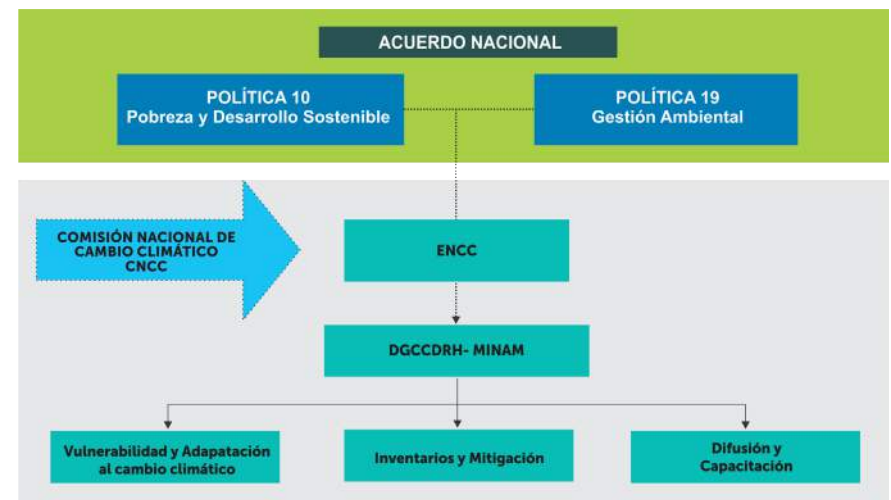 ACUERDO NACIONAL
POLÍTICA 10
Pobreza y Desarrollo Sostenible
POLÍTICA 19
Gestión Ambiental
COMISIÓN NACIONAL DE
CAMBIO CLIMÁTICO
CNCC
ENCC
DGCCDRH- MINAM
Vulnerabilidad y Adapatación
al cambio climático
Inventarios y Mitigación
Difusión y
Capacitación